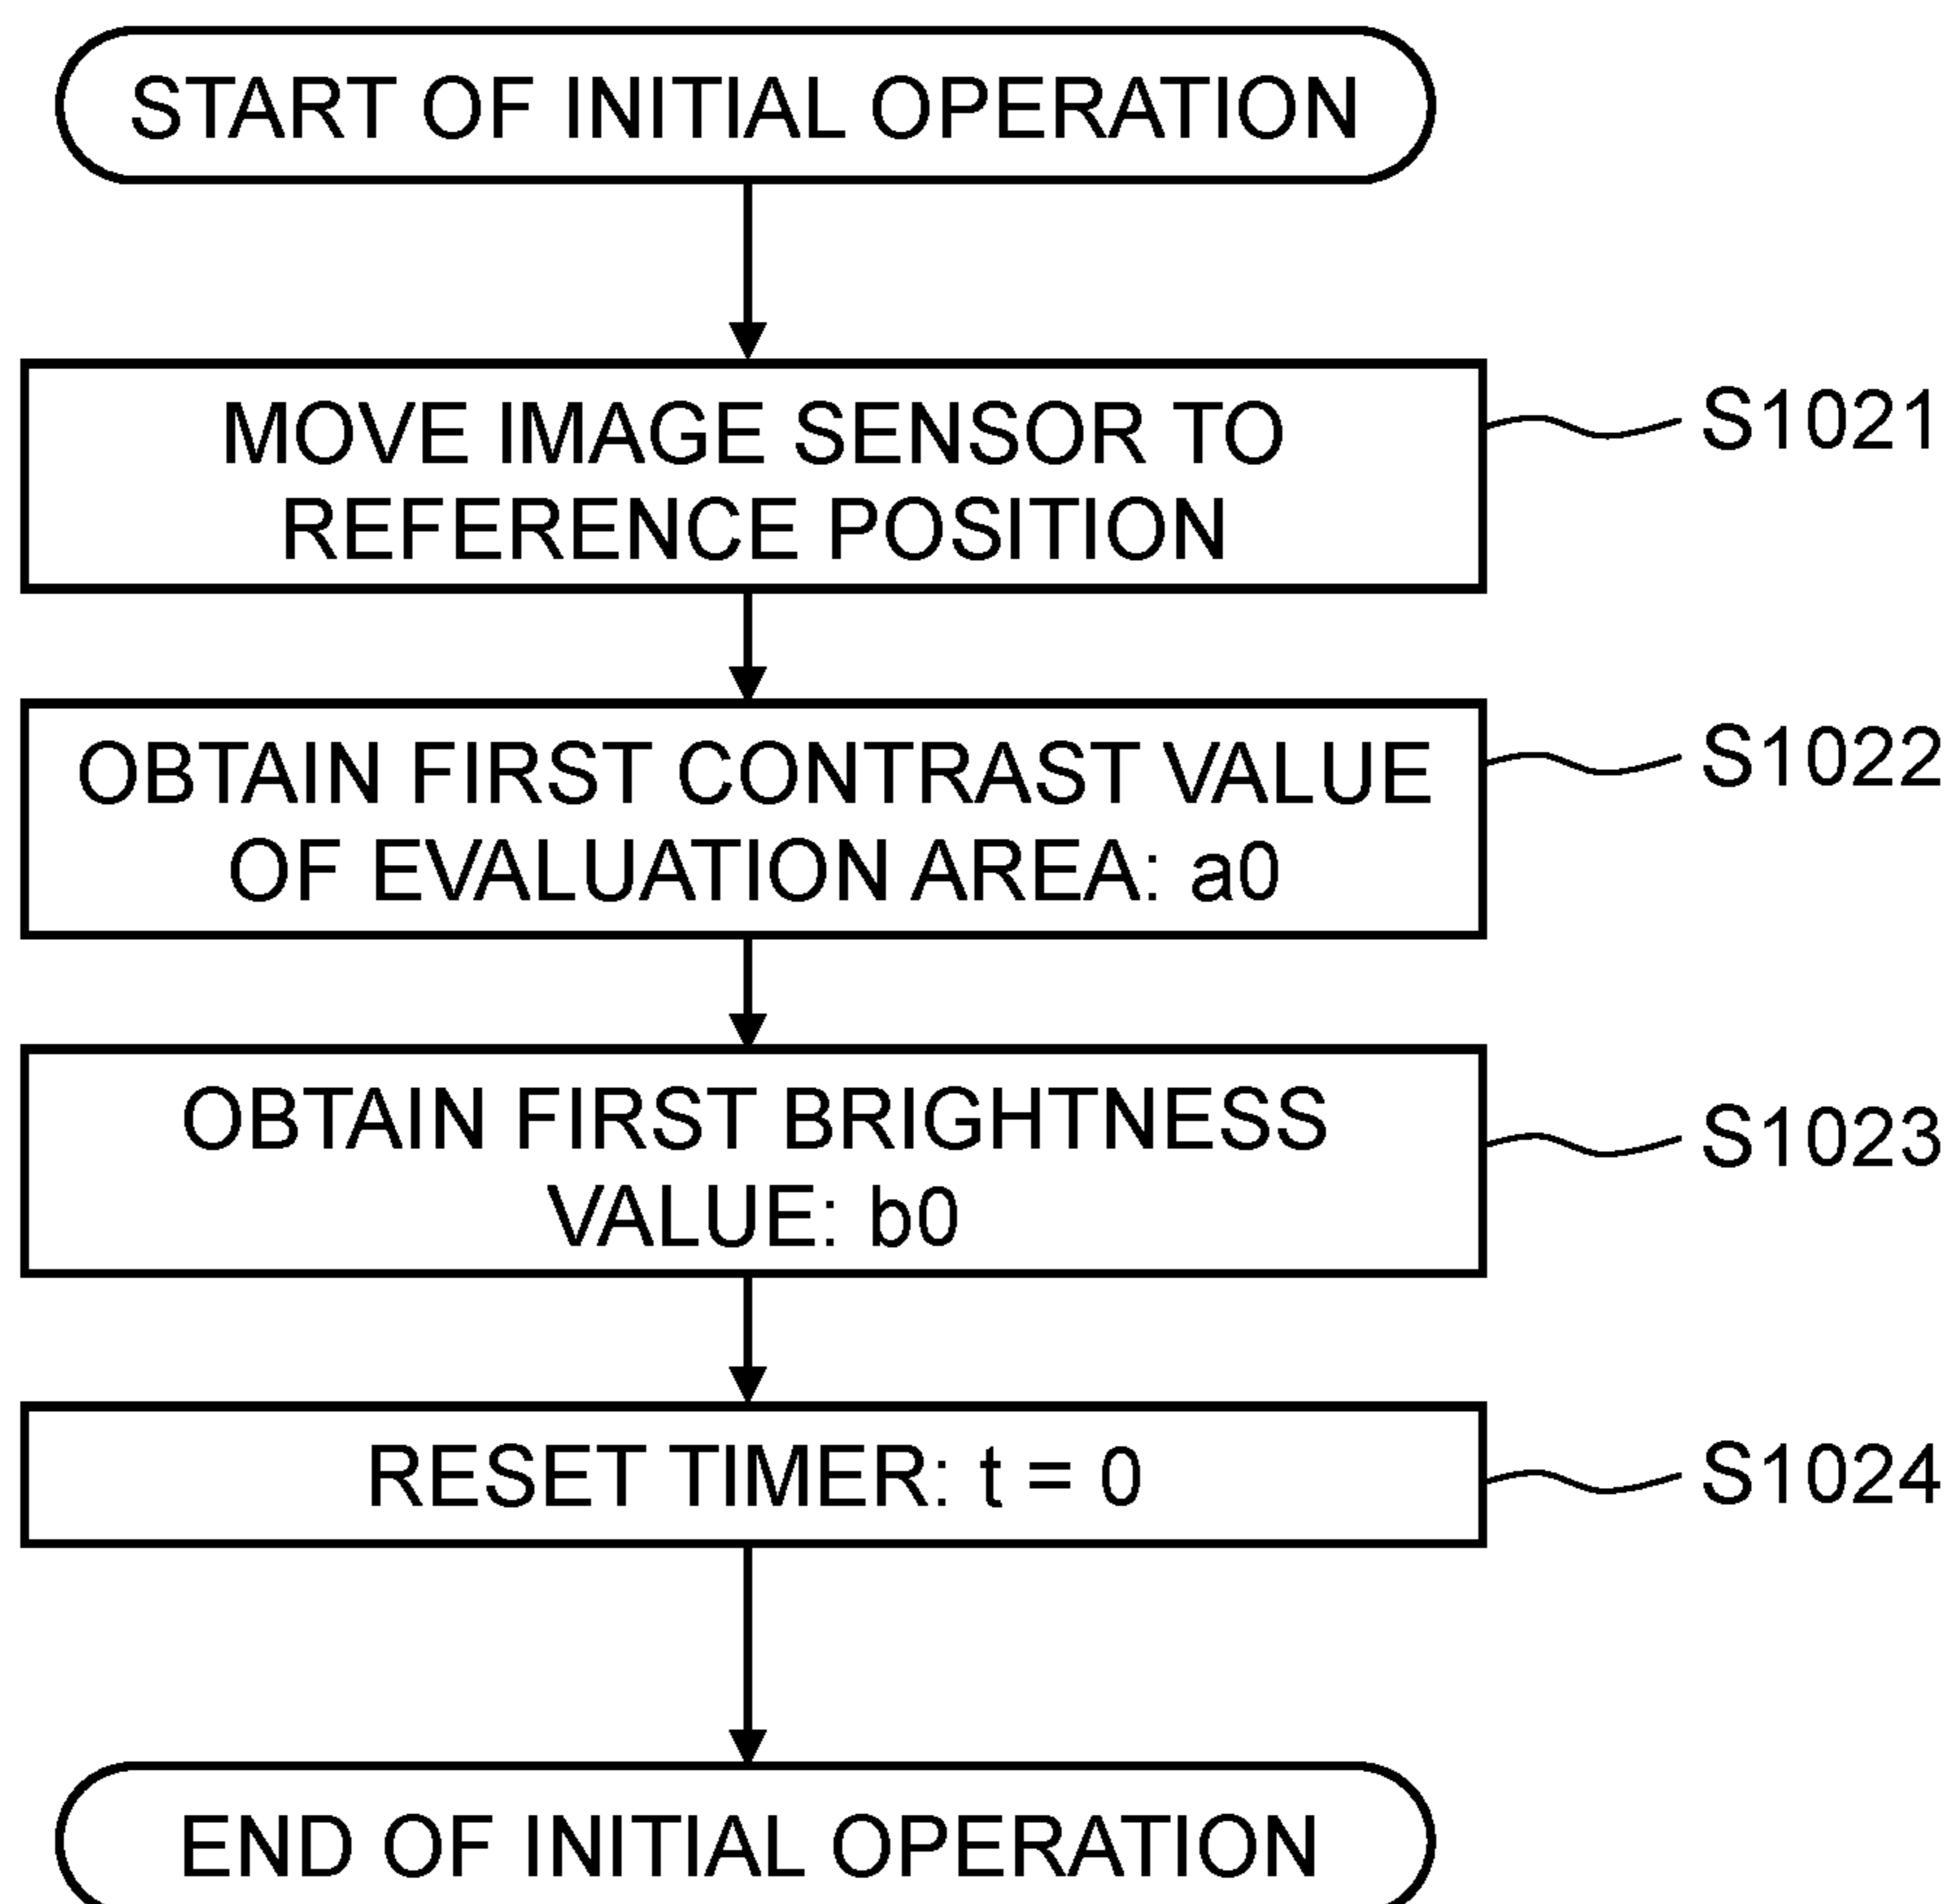 START OF INITIAL OPERATION
MOVE IMAGE SENSOR TO
REFERENCE POSITION
S1021
OBTAIN FIRST CONTRAST VALUE
OF EVALUATION AREA: a0
S1022
OBTAIN FIRST BRIGHTNESS
VALUE: b0
S1023
RESET TIMER: t = 0
S1024
END OF INITIAL OPERATION